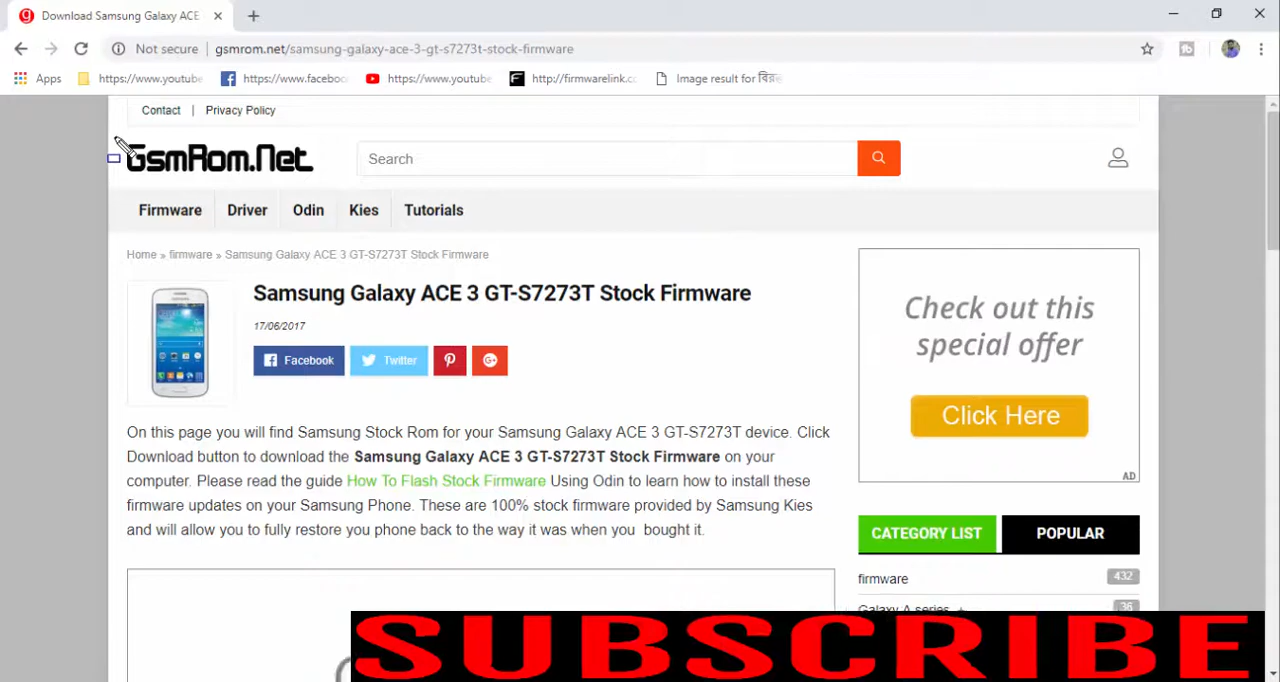 Download Samsung Galaxy ACE
Not secure | gsmrom.net/samsung-galaxy-ace-3-gt-s7273t-stock-firmware
Apps https://www.youtube https://www.faceboo https://www.youtube http://firmwarelink.c Image result for বির
Contact | Privacy Policy
GsmRom.Net
Search
Firmware Driver Odin Kies Tutorials
Home » firmware » Samsung Galaxy ACE 3 GT-S7273T Stock Firmware
Samsung Galaxy ACE 3 GT-S7273T Stock Firmware
17/06/2017
Facebook Twitter
On this page you will find Samsung Stock Rom for your Samsung Galaxy ACE 3 GT-S7273T device. Click
Download button to download the Samsung Galaxy ACE 3 GT-S7273T Stock Firmware on your
computer. Please read the guide How To Flash Stock Firmware Using Odin to learn how to install these
firmware updates on your Samsung Phone. These are 100% stock firmware provided by Samsung Kies
and will allow you to fully restore you phone back to the way it was when you bought it.
Check out this
special offer
Click Here
AD
CATEGORY LIST POPULAR
firmware 432
Galaxy A series 36
SUBSCRIBE